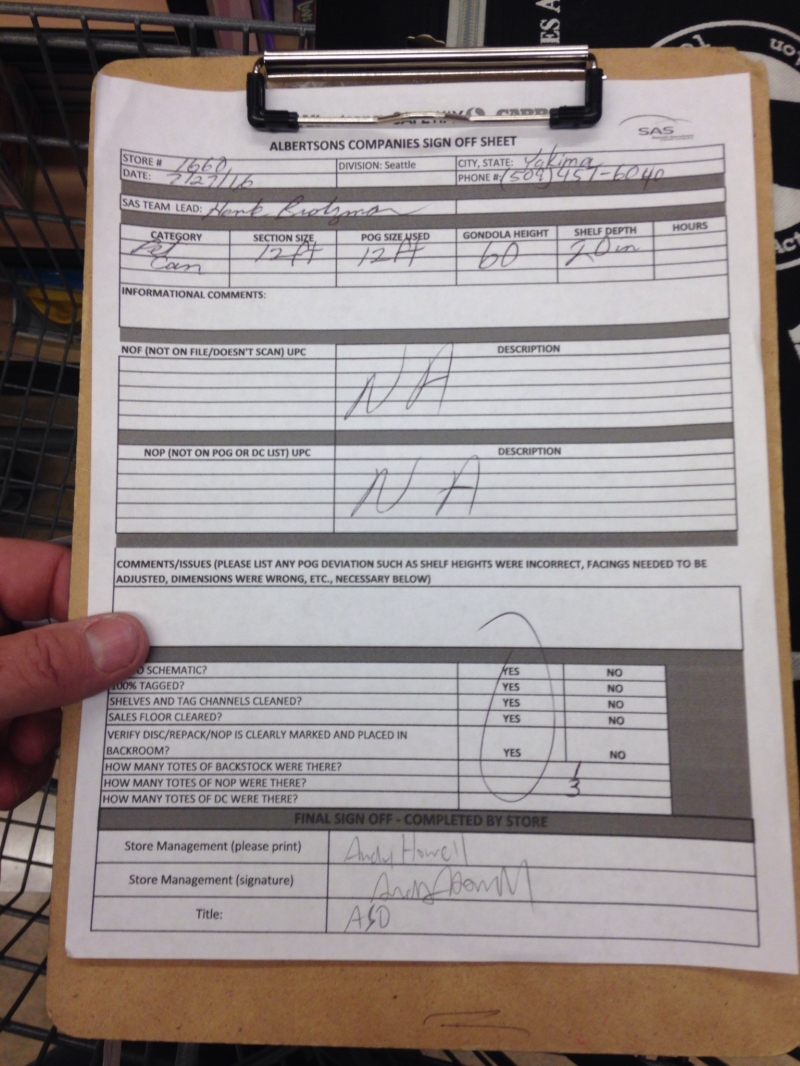 SAS
ALBERTSONS COMPANIES SIGN OFF SHEET
STORE # 1660 DIVISION: Seattle CITY, STATE: Yakima
DATE: 7/27/16 PHONE #: (509) 457-6040
SAS TEAM LEAD: Hank
CATEGORY SECTION SIZE POG SIZE USED GONDOLA HEIGHT SHELF DEPTH HOURS
Pet 12 ft 12 ft 60 20 in
Can
INFORMATIONAL COMMENTS:
NOF (NOT ON FILE/DOESN'T SCAN) UPC DESCRIPTION
NA
NOP (NOT ON POG OR DC LIST) UPC DESCRIPTION
NA
COMMENTS/ISSUES (PLEASE LIST ANY POG DEVIATION SUCH AS SHELF HEIGHTS WERE INCORRECT, FACINGS NEEDED TO BE
ADJUSTED, DIMENSIONS WERE WRONG, ETC., NECESSARY BELOW)
SCHEMATIC? YES NO
100% TAGGED? YES NO
SHELVES AND TAG CHANNELS CLEANED? YES NO
SALES FLOOR CLEARED? YES NO
VERIFY DISC/REPACK/NOP IS CLEARLY MARKED AND PLACED IN
BACKROOM? YES NO
HOW MANY TOTES OF BACKSTOCK WERE THERE? 1
HOW MANY TOTES OF NOP WERE THERE? 3
HOW MANY TOTES OF DC WERE THERE?
FINAL SIGN OFF - COMPLETED BY STORE
Store Management (please print) Andy Howell
Store Management (signature) Andy Howell
Title: ASD